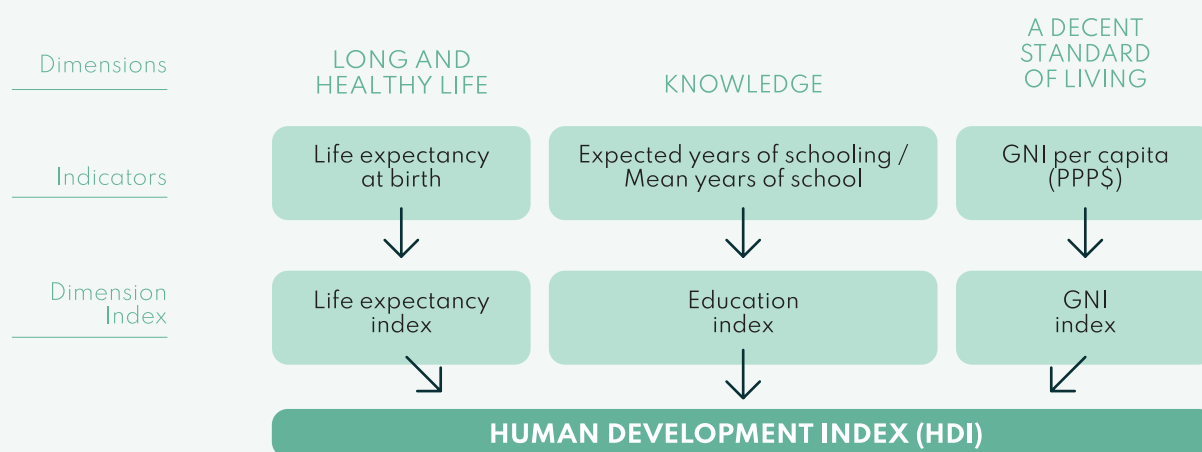 Dimensions
LONG AND
HEALTHY LIFE
KNOWLEDGE
A DECENT
STANDARD
OF LIVING
Indicators
Life expectancy
at birth
Expected years of schooling /
Mean years of school
GNI per capita
(PPP$)
Dimension
Index
Life expectancy
index
Education
index
GNI
index
HUMAN DEVELOPMENT INDEX (HDI)